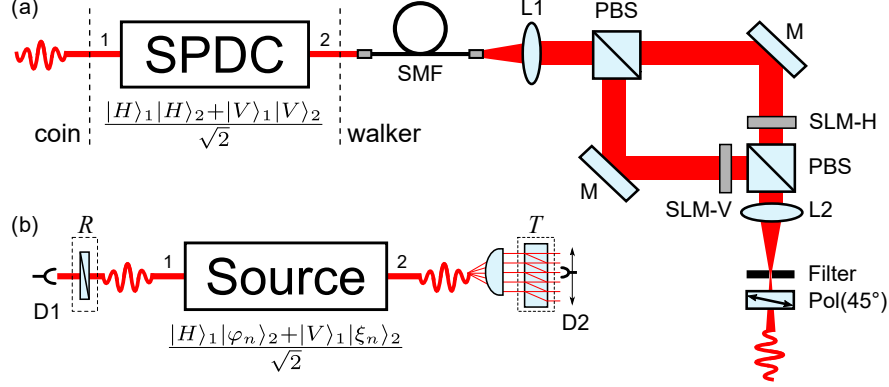 (a)
1
SPDC
2
|H⟩₁|H⟩₂+|V⟩₁|V⟩₂
√2
coin
walker
SMF
L1
PBS
M
SLM-H
PBS
M
SLM-V
L2
Filter
Pol(45°)
(b)
R
D1
1
Source
2
T
D2
|H⟩₁|φₙ⟩₂+|V⟩₁|ξₙ⟩₂
√2